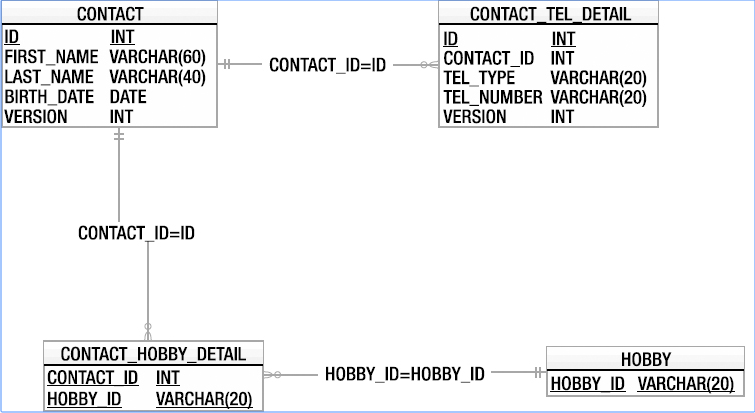 CONTACT
ID INT
FIRST_NAME VARCHAR(60)
LAST_NAME VARCHAR(40)
BIRTH_DATE DATE
VERSION INT
CONTACT_ID=ID
CONTACT_TEL_DETAIL
ID INT
CONTACT_ID INT
TEL_TYPE VARCHAR(20)
TEL_NUMBER VARCHAR(20)
VERSION INT
CONTACT_ID=ID
CONTACT_HOBBY_DETAIL
CONTACT_ID INT
HOBBY_ID VARCHAR(20)
HOBBY_ID=HOBBY_ID
HOBBY
HOBBY_ID VARCHAR(20)